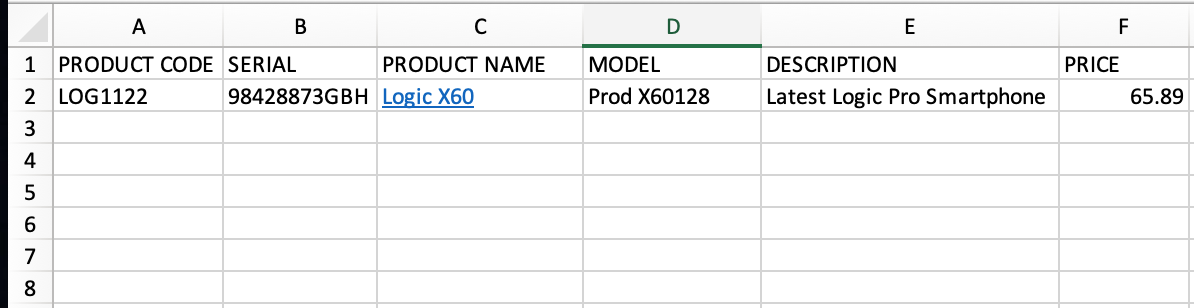 A B C D E F
1 PRODUCT CODE SERIAL PRODUCT NAME MODEL DESCRIPTION PRICE
2 LOG1122 98428873GBH Logic X60 Prod X60128 Latest Logic Pro Smartphone 65.89
3
4
5
6
7
8